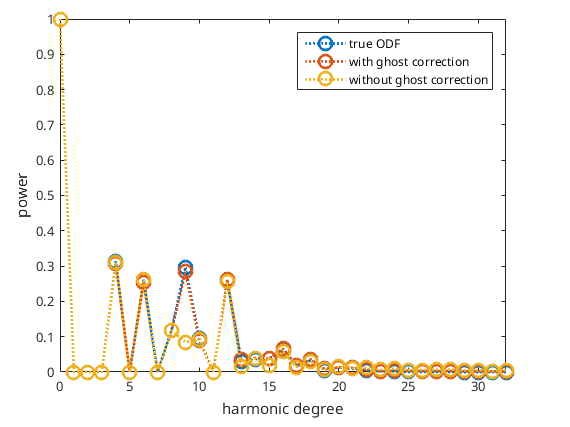 1
0.9
0.8
0.7
0.6
0.5
0.4
0.3
0.2
0.1
0
power
true ODF
with ghost correction
without ghost correction
0 5 10 15 20 25 30
harmonic degree